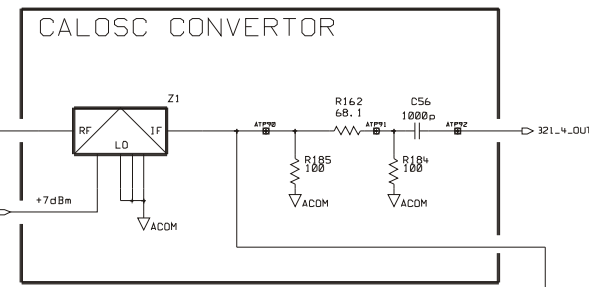 CALOSC CONVERTOR
Z1
RF
IF
LO
+7dBm
ACOM
ATP90
R162
68.1
ATP91
C56
1000p
ATP92
321_4_OUT
R185
100
ACOM
R184
100
ACOM